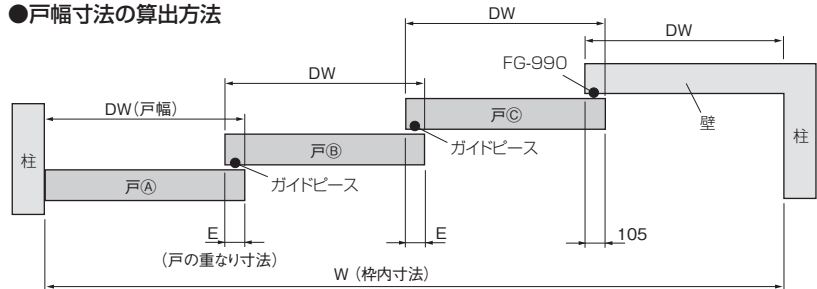 ●戸幅寸法の算出方法
DW
DW
FG-990
DW
DW(戸幅)
戸Ⓒ
壁
柱
戸Ⓑ
ガイドピース
柱
戸Ⓐ
ガイドピース
E
E
105
(戸の重なり寸法)
W (枠内寸法)